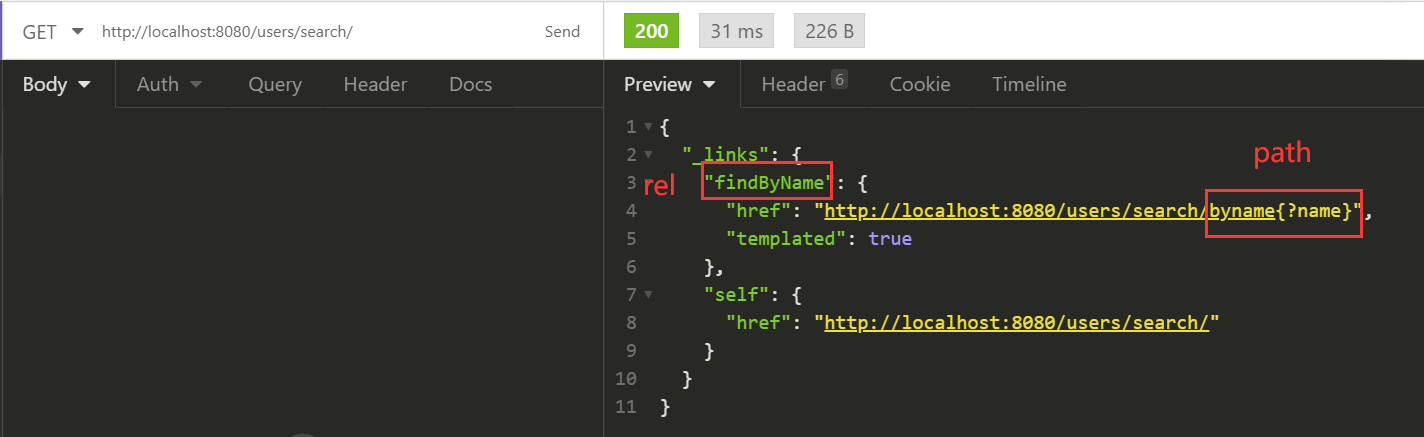 GET http://localhost:8080/users/search/ Send 200 31 ms 226 B
Body Auth Query Header Docs Preview Header 6 Cookie Timeline
1 {
2 "_links": {
path
3 "findByName": {
rel
4 "href": "http://localhost:8080/users/search/byname{?name}",
5 "templated": true
6 },
7 "self": {
8 "href": "http://localhost:8080/users/search/"
9 }
10 }
11 }